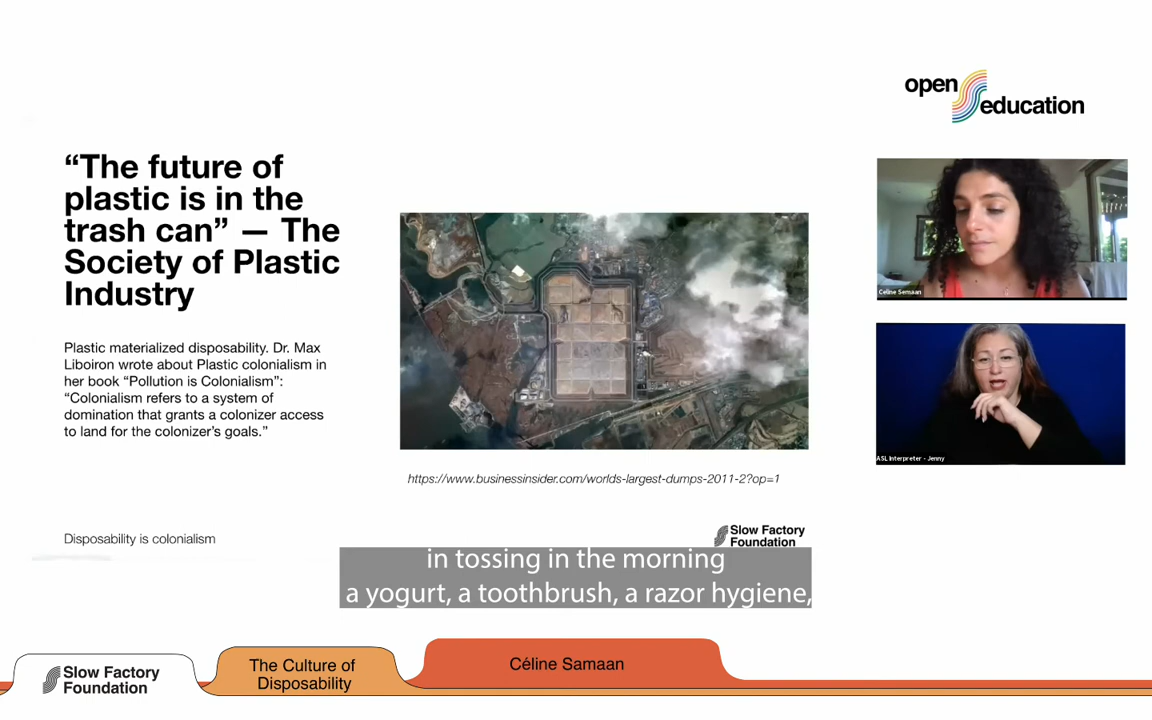 open
education
“The future of
plastic is in the
trash can” — The
Society of Plastic
Industry
Plastic materialized disposability. Dr. Max
Liboiron wrote about Plastic colonialism in
her book “Pollution is Colonialism”:
“Colonialism refers to a system of
domination that grants a colonizer access
to land for the colonizer’s goals.”
https://www.businessinsider.com/worlds-largest-dumps-2011-2?op=1
Celine Semaan
ASL Interpreter - Jenny
Disposability is colonialism
Slow Factory
Foundation
in tossing in the morning
a yogurt, a toothbrush, a razor hygiene,
Slow Factory
Foundation
The Culture of
Disposability
Céline Samaan